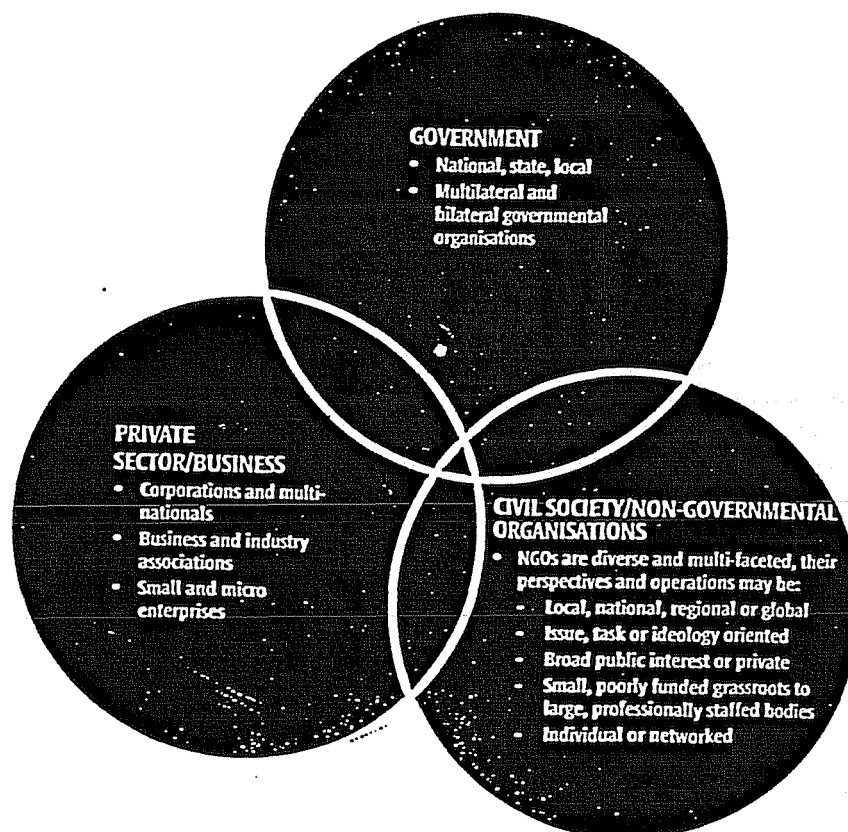 GOVERNMENT
• National, state, local
• Multilateral and
bilateral governmental
organisations
PRIVATE
SECTOR/BUSINESS
• Corporations and multi-
nationals
• Business and industry
associations
• Small and micro
enterprises
CIVIL SOCIETY/NON-GOVERNMENTAL
ORGANISATIONS
• NGOs are diverse and multi-faceted, their
perspectives and operations may be:
- Local, national, regional or global
- Issue, task or ideology oriented
- Broad public interest or private
- Small, poorly funded grassroots to
large, professionally staffed bodies
- Individual or networked